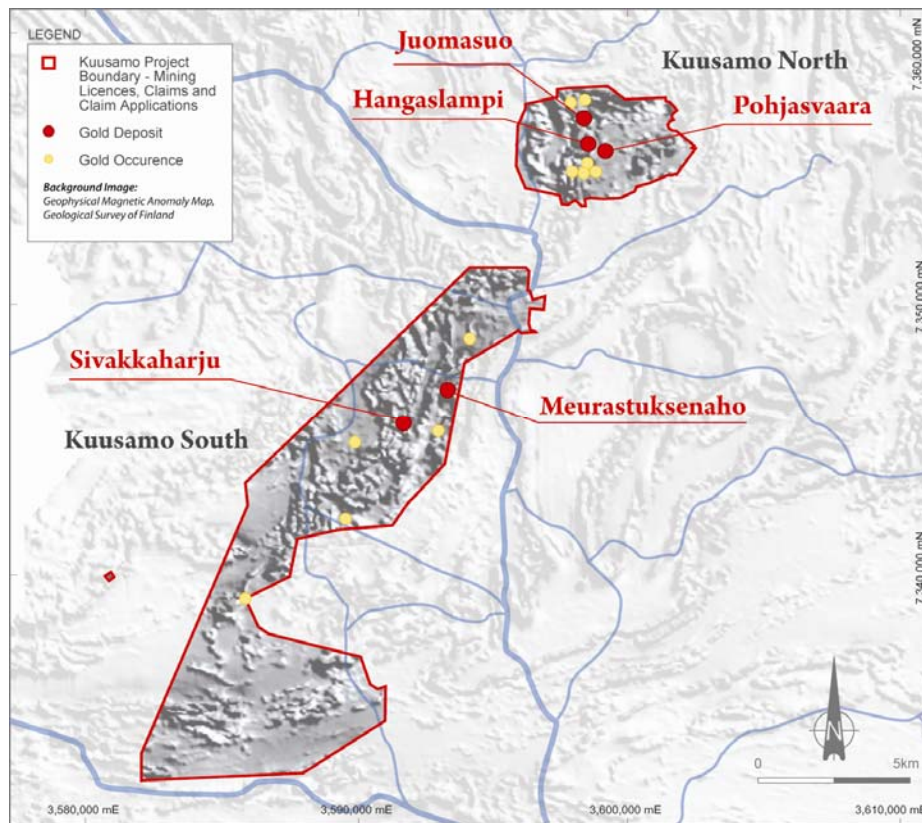 LEGEND
Kuusamo Project
Boundary - Mining
Licences, Claims and
Claim Applications
Gold Deposit
Gold Occurence
Background Image:
Geophysical Magnetic Anomaly Map,
Geological Survey of Finland
Juomasuo
Kuusamo North
Hangaslampi
Pohjasvaara
7,360,000 mN
7,350,000 mN
Sivakkaharju
Meurastuksenaho
Kuusamo South
7,340,000 mN
N
0 5km
3,580,000 mE 3,590,000 mE 3,600,000 mE 3,610,000 mE